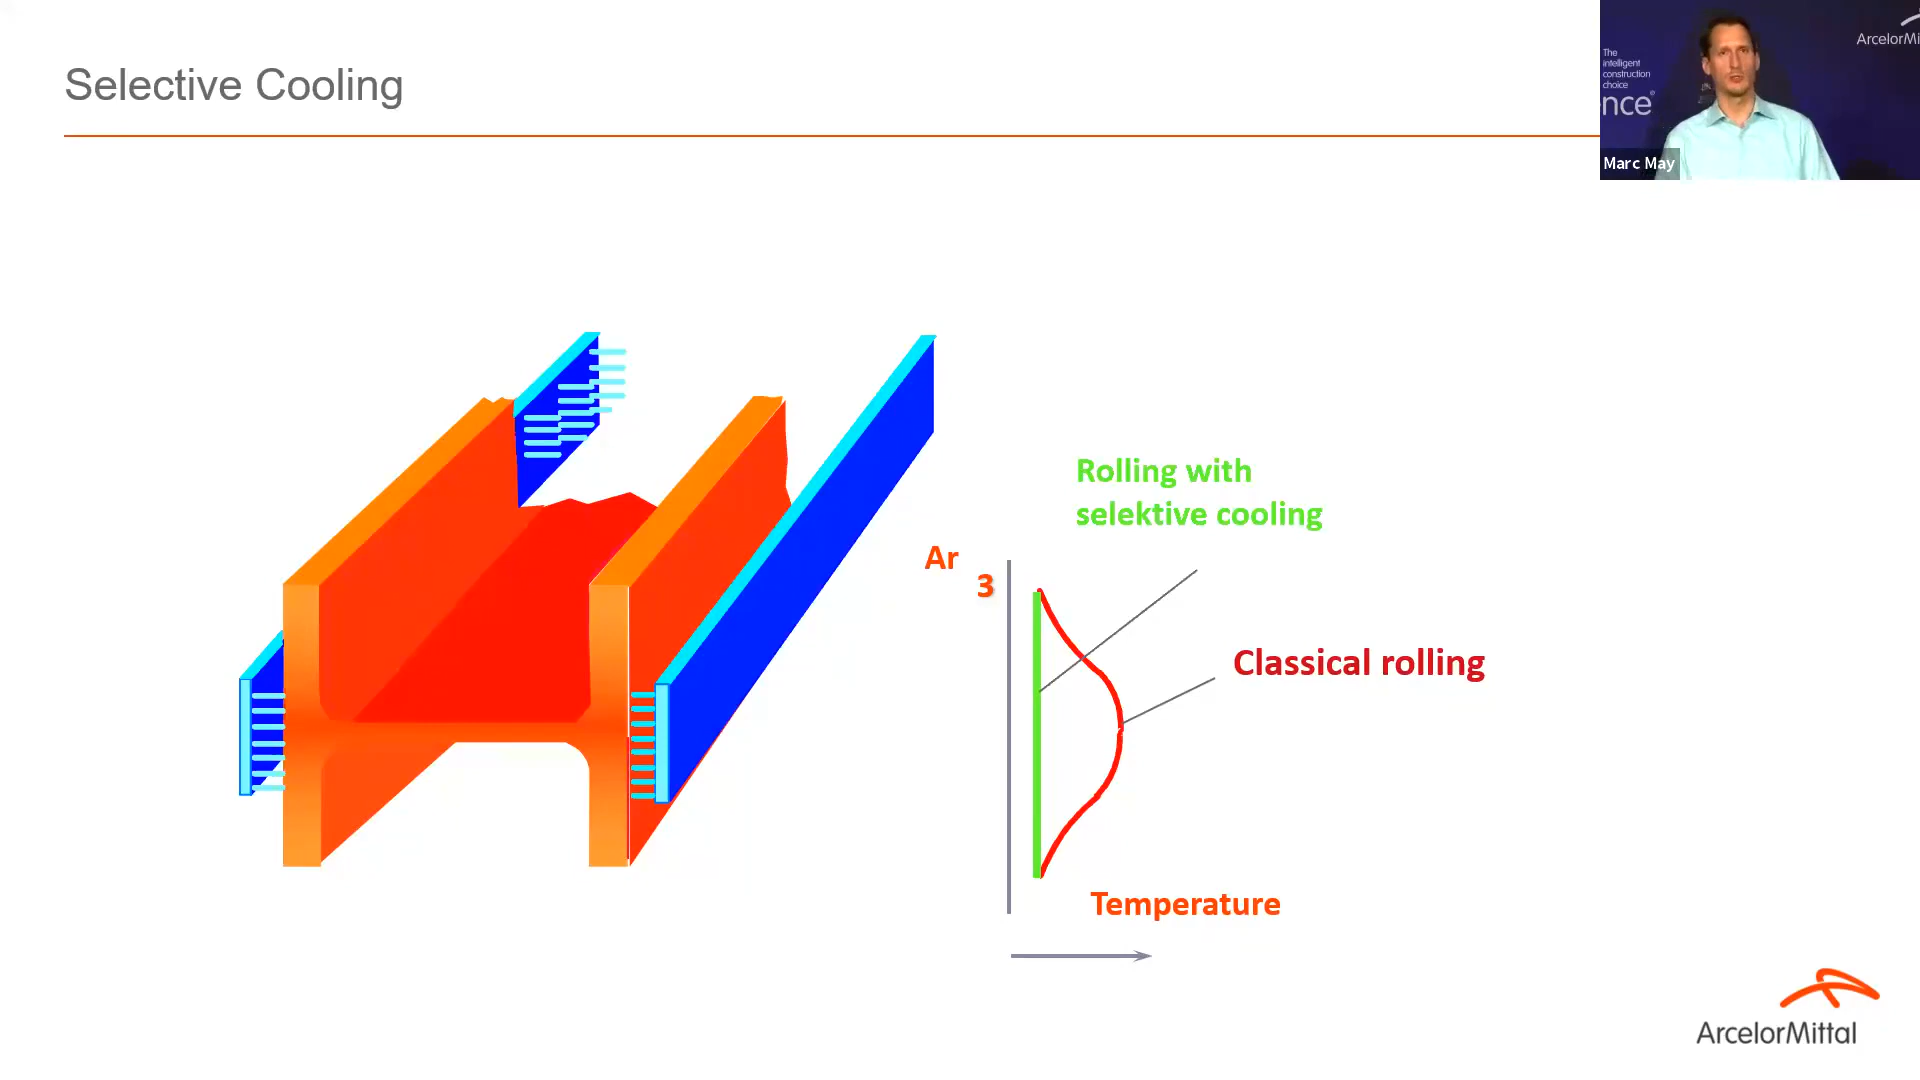 Selective Cooling
The
intelligent
construction
choice
nce®
ArcelorMi
Marc May
Rolling with
selektive cooling
Ar
3
Classical rolling
Temperature
ArcelorMittal